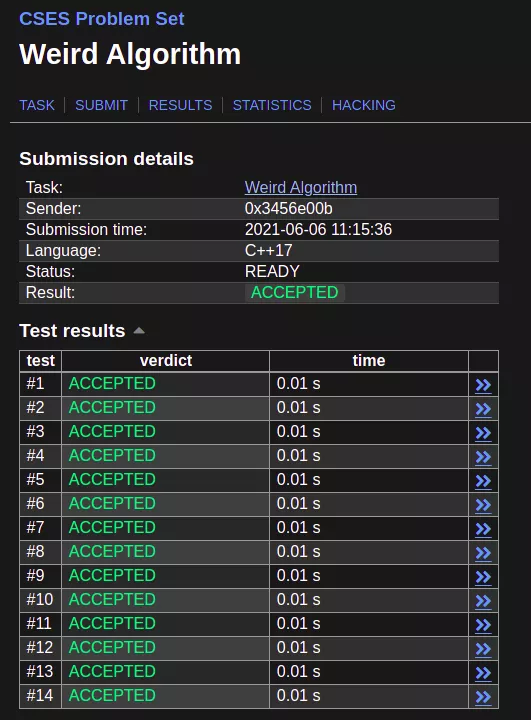 CSES Problem Set
Weird Algorithm
TASK SUBMIT RESULTS STATISTICS HACKING
Submission details
Task: Weird Algorithm
Sender: 0x3456e00b
Submission time: 2021-06-06 11:15:36
Language: C++17
Status: READY
Result: ACCEPTED
Test results
test verdict time
#1 ACCEPTED 0.01 s
#2 ACCEPTED 0.01 s
#3 ACCEPTED 0.01 s
#4 ACCEPTED 0.01 s
#5 ACCEPTED 0.01 s
#6 ACCEPTED 0.01 s
#7 ACCEPTED 0.01 s
#8 ACCEPTED 0.01 s
#9 ACCEPTED 0.01 s
#10 ACCEPTED 0.01 s
#11 ACCEPTED 0.01 s
#12 ACCEPTED 0.01 s
#13 ACCEPTED 0.01 s
#14 ACCEPTED 0.01 s